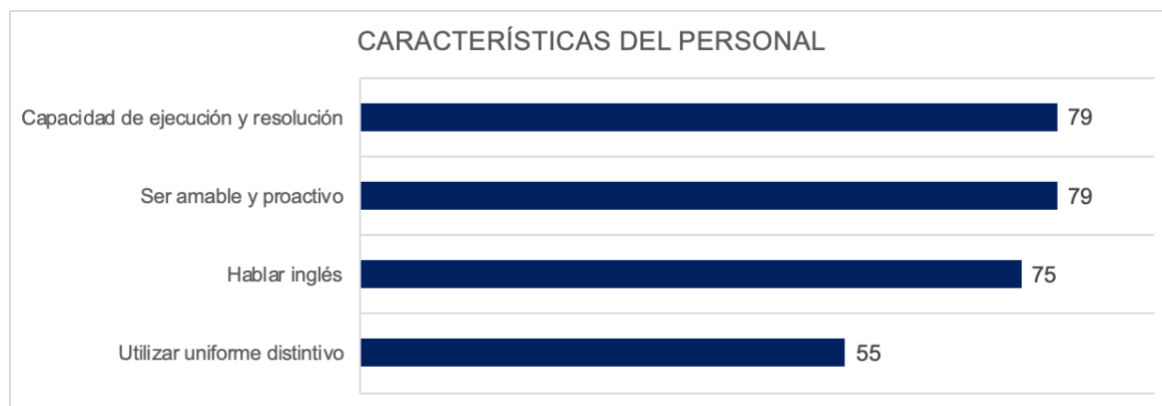 CARACTERÍSTICAS DEL PERSONAL
Capacidad de ejecución y resolución 79
Ser amable y proactivo 79
Hablar inglés 75
Utilizar uniforme distintivo 55